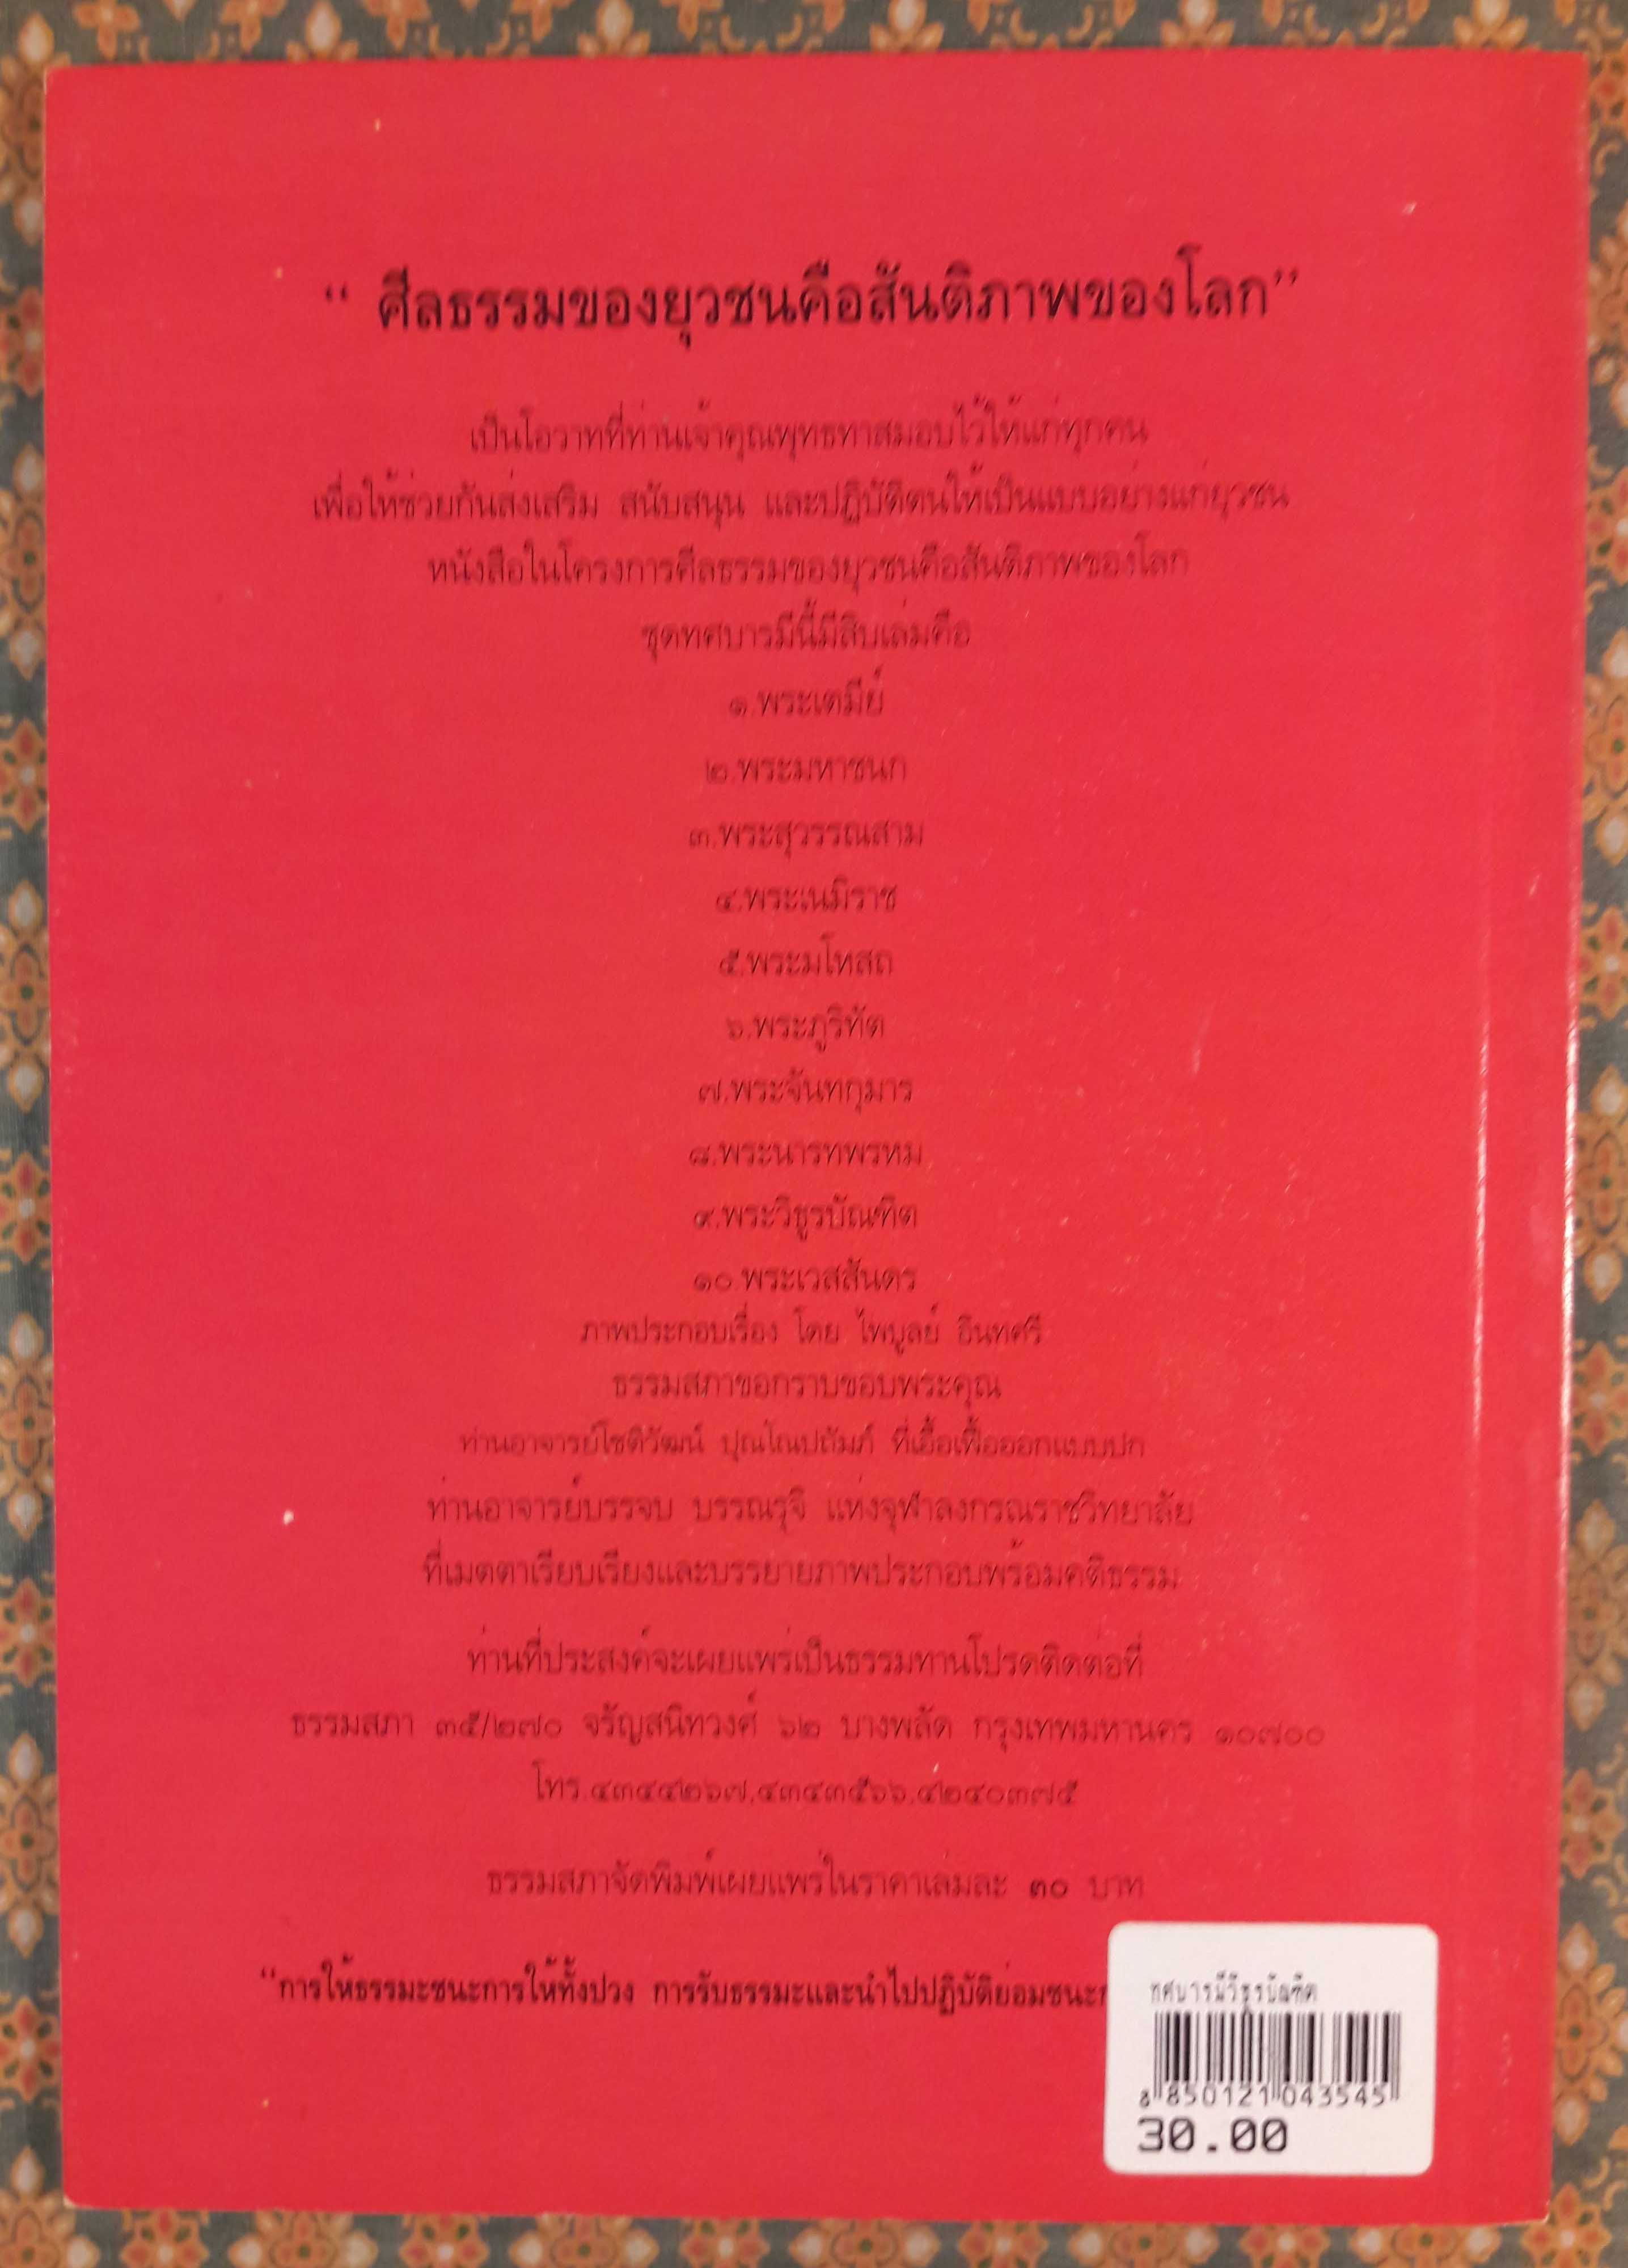 “ ศีลธรรมของยุวชนคือสันติภาพของโลก”
เป็นโอวาทที่ท่านเจ้าคุณพุทธทาสมอบไว้ให้แก่ทุกคน
เพื่อให้ช่วยกันส่งเสริม สนับสนุน และปฏิบัติตนให้เป็นแบบอย่างแก่ยุวชน
หนังสือในโครงการศีลธรรมของยุวชนคือสันติภาพของโลก
ชุดทศบารมีนี้มีสิบเล่มคือ
๑.พระเตมีย์
๒.พระมหาชนก
๓.พระสุวรรณสาม
๔.พระเนมิราช
๕.พระมโหสถ
๖.พระภูริทัต
๗.พระจันทกุมาร
๘.พระนารทพรหม
๙.พระวิธูรบัณฑิต
๑๐.พระเวสสันดร
ภาพประกอบเรื่อง โดย ไพบูลย์ อินทศรี
ธรรมสภาขอกราบขอบพระคุณ
ท่านอาจารย์โชติวัฒน์ ปุณโณปถัมภ์ ที่เอื้อเฟื้อออกแบบปก
ท่านอาจารย์บรรจบ บรรณรุจิ แห่งจุฬาลงกรณราชวิทยาลัย
ที่เมตตาเรียบเรียงและบรรยายภาพประกอบพร้อมคติธรรม
ท่านที่ประสงค์จะเผยแพร่เป็นธรรมทานโปรดติดต่อที่
ธรรมสภา ๓๕/๒๗๐ จรัญสนิทวงศ์ ๖๒ บางพลัด กรุงเทพมหานคร ๑๐๗๐๐
โทร.๔๓๔๔๒๖๗,๔๓๔๓๕๖๖,๔๒๔๐๓๗๕
ธรรมสภาจัดพิมพ์เผยแพร่ในราคาเล่มละ ๓๐ บาท
“การให้ธรรมะชนะการให้ทั้งปวง การรับธรรมะและนำไปปฏิบัติย่อมชนะก
ทศบารมีวิธูรบัณฑิต
8 850121 043545
30.00